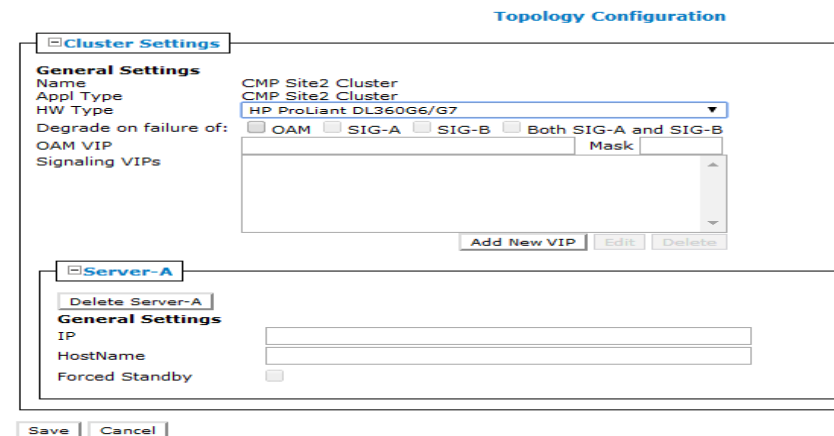 Topology Configuration
Cluster Settings
General Settings
Name CMP Site2 Cluster
Appl Type CMP Site2 Cluster
HW Type HP ProLiant DL360G6/G7
Degrade on failure of: OAM SIG-A SIG-B Both SIG-A and SIG-B
OAM VIP Mask
Signaling VIPs
Add New VIP Edit Delete
Server-A
Delete Server-A
General Settings
IP
HostName
Forced Standby
Save Cancel